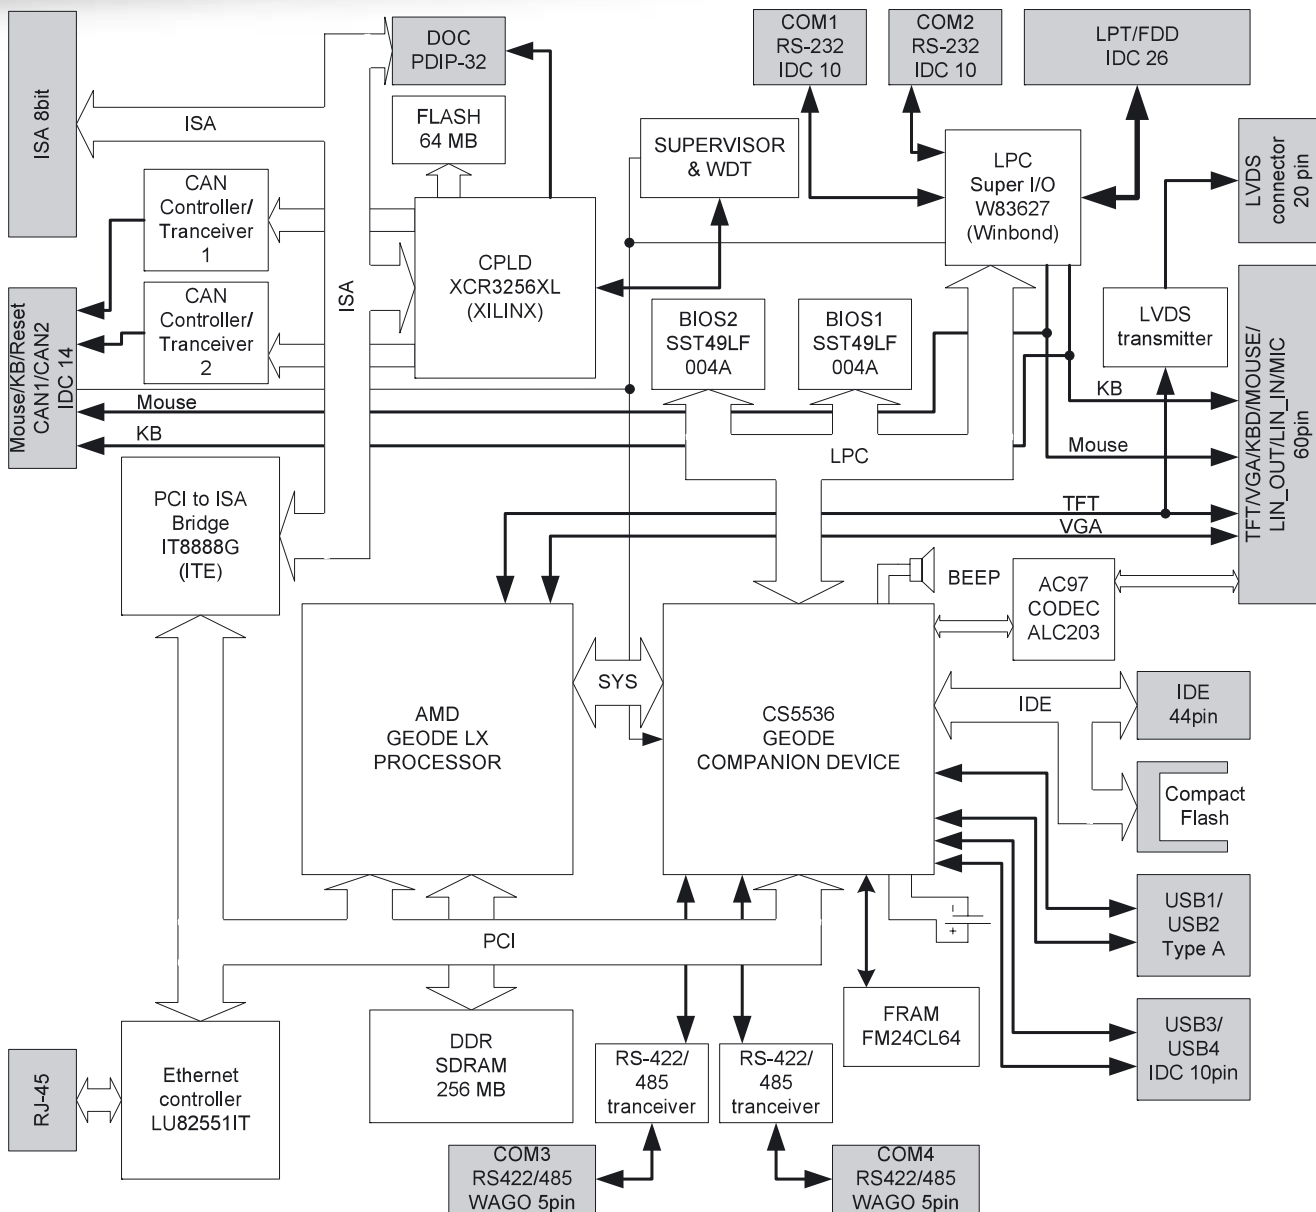 ISA 8bit
DOC
PDIP-32
COM1
RS-232
IDC 10
COM2
RS-232
IDC 10
LPT/FDD
IDC 26
ISA
FLASH
64 MB
SUPERVISOR
& WDT
LPC
Super I/O
W83627
(Winbond)
LVDS
connector
20 pin
CAN
Controller/
Tranceiver
1
CPLD
XCR3256XL
(XILINX)
ISA
CAN
Controller/
Tranceiver
2
Mouse/KB/Reset
CAN1/CAN2
IDC 14
BIOS2
SST49LF
004A
BIOS1
SST49LF
004A
LVDS
transmitter
TFT/VGA/KBD/MOUSE/
LIN_OUT/LIN_IN/MIC
60pin
Mouse
KB
KB
Mouse
LPC
TFT
VGA
PCI to ISA
Bridge
IT8888G
(ITE)
BEEP
AC97
CODEC
ALC203
AMD
GEODE LX
PROCESSOR
SYS
CS5536
GEODE
COMPANION DEVICE
IDE
IDE
44pin
Compact
Flash
USB1/
USB2
Type A
PCI
- +
USB3/
USB4
IDC 10pin
RJ-45
Ethernet
controller
LU82551IT
DDR
SDRAM
256 MB
RS-422/
485
tranceiver
RS-422/
485
tranceiver
FRAM
FM24CL64
COM3
RS422/485
WAGO 5pin
COM4
RS422/485
WAGO 5pin